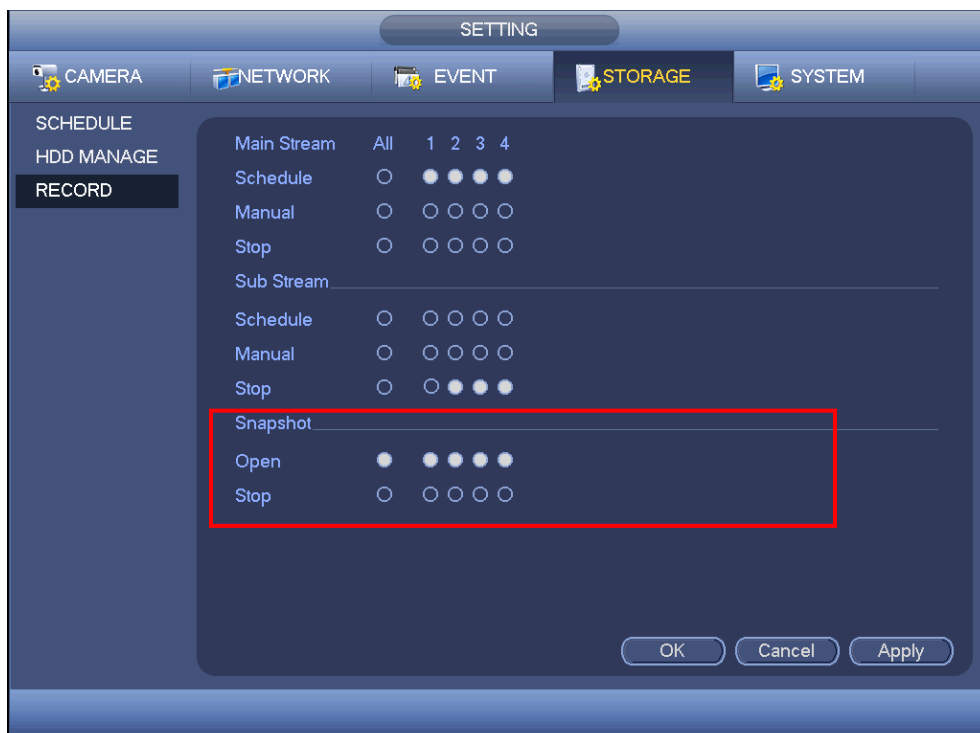 SETTING
CAMERA NETWORK EVENT STORAGE SYSTEM
SCHEDULE
HDD MANAGE
RECORD
Main Stream All 1 2 3 4
Schedule
Manual
Stop
Sub Stream
Schedule
Manual
Stop
Snapshot
Open
Stop
OK Cancel Apply